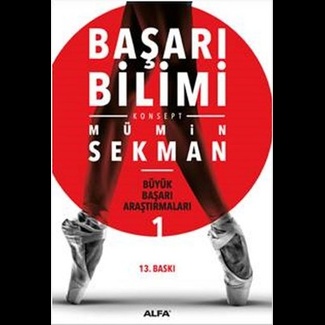 BAŞARI
BİLİMİ
KONSEPT
MÜMİN
SEKMAN
BÜYÜK
BAŞARI
ARAŞTIRMALARI
1
13. BASKI
ALFA